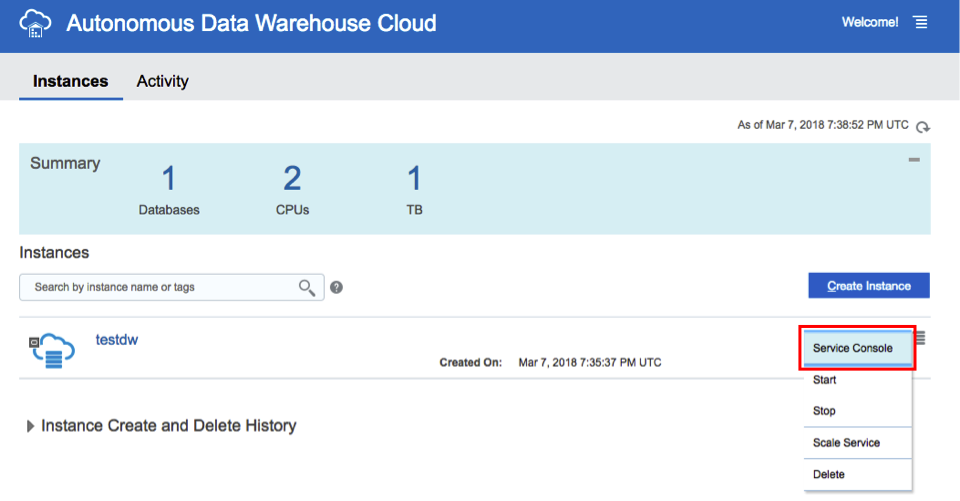 Autonomous Data Warehouse Cloud
Welcome!
Instances Activity
As of Mar 7, 2018 7:38:52 PM UTC
Summary
1 2 1
Databases CPUs TB
Instances
Search by instance name or tags
?
Create Instance
testdw
Created On: Mar 7, 2018 7:35:37 PM UTC
Service Console
Start
Stop
Scale Service
Delete
Instance Create and Delete History